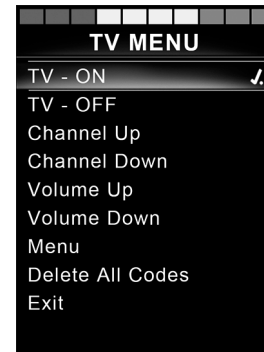 TV MENU
TV - ON
TV - OFF
Channel Up
Channel Down
Volume Up
Volume Down
Menu
Delete All Codes
Exit